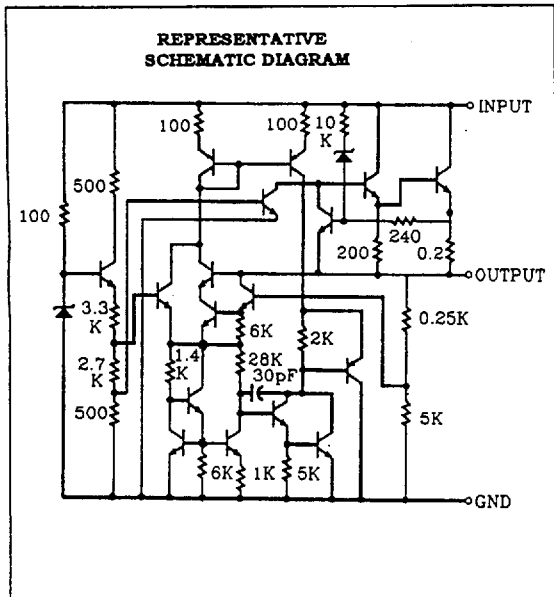 REPRESENTATIVE
SCHEMATIC DIAGRAM
INPUT
100
100
10
K
500
100
240
200
0.2
OUTPUT
3.3
K
0.25K
6K
2K
2.7
K
1.4
K
28K
30pF
500
5K
6K
1K
5K
GND